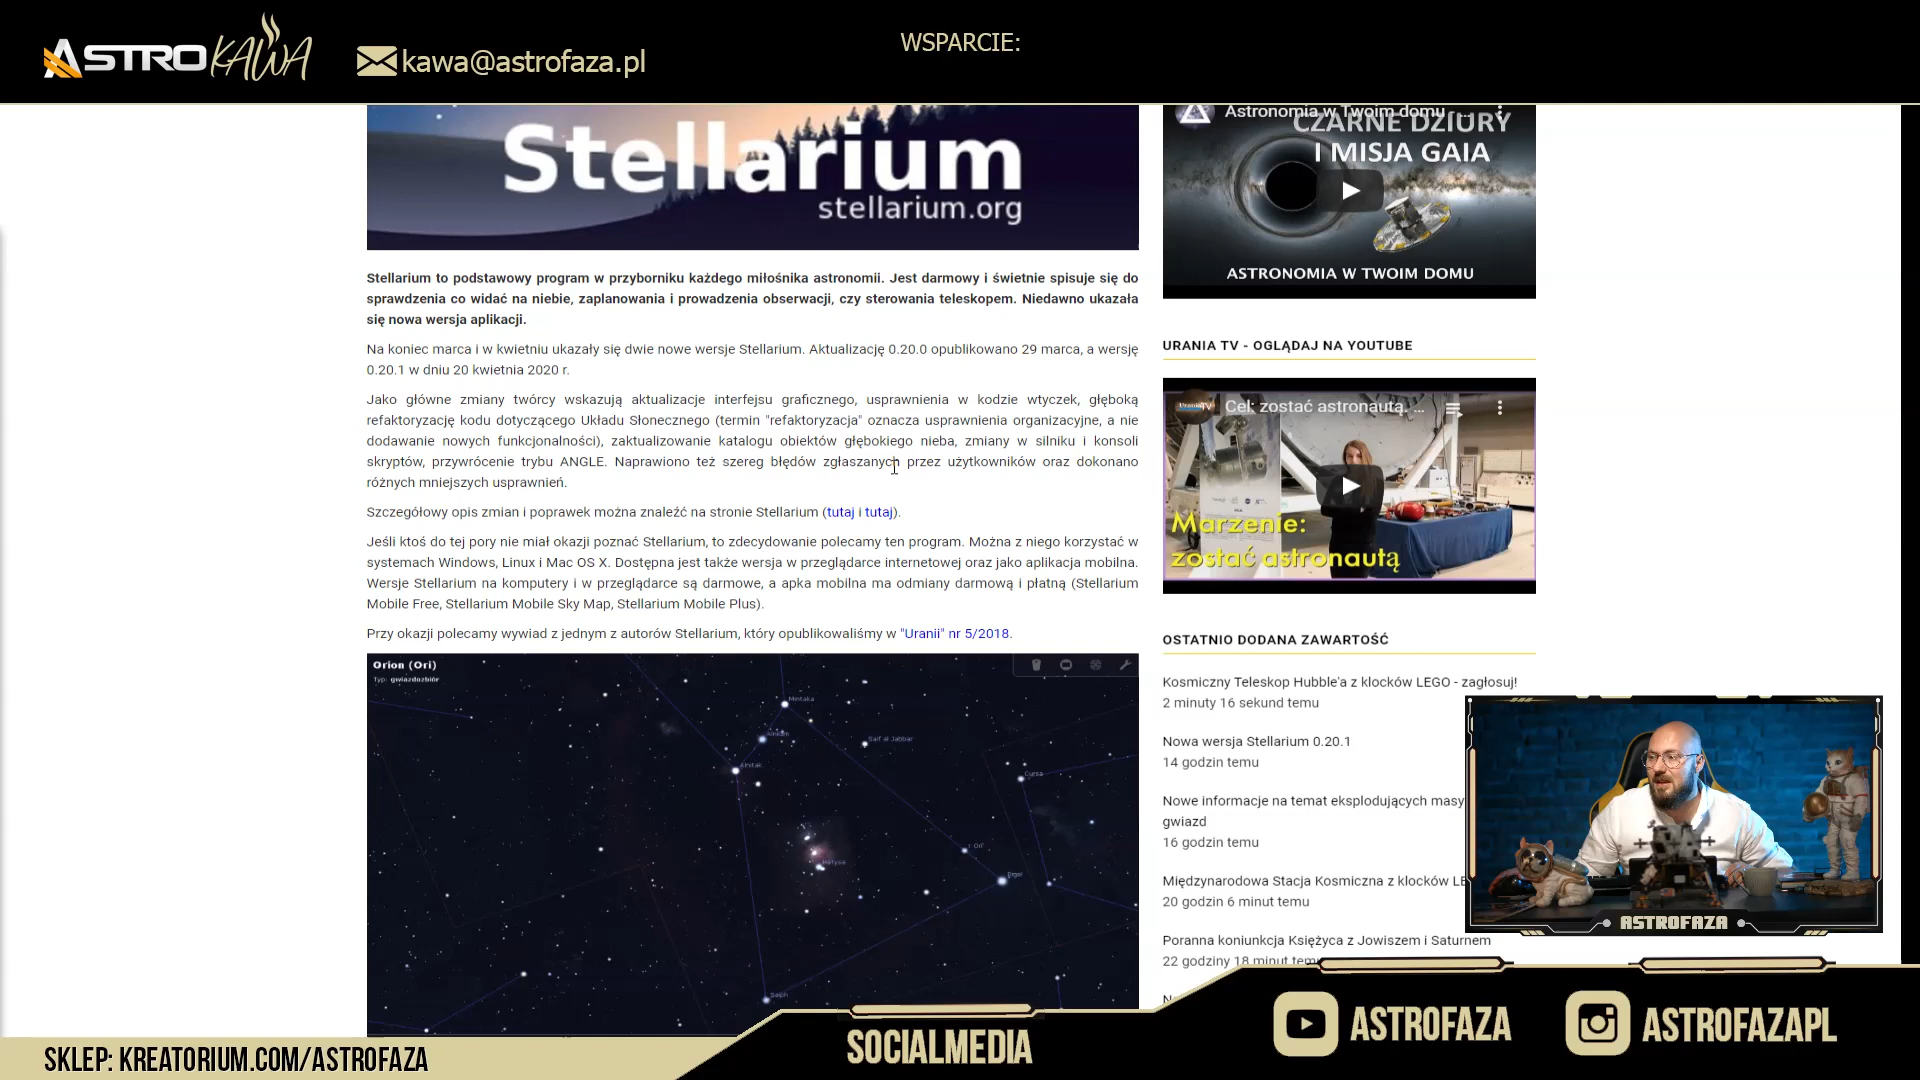 ASTROKAWA
kawa@astrofaza.pl
WSPARCIE:
Stellarium
stellarium.org
Stellarium to podstawowy program w przyborniku każdego miłośnika astronomii. Jest darmowy i świetnie spisuje się do
sprawdzenia co widać na niebie, zaplanowania i prowadzenia obserwacji, czy sterowania teleskopem. Niedawno ukazała
się nowa wersja aplikacji.
Na koniec marca i w kwietniu ukazały się dwie nowe wersje Stellarium. Aktualizację 0.20.0 opublikowano 29 marca, a wersję
0.20.1 w dniu 20 kwietnia 2020 r.
Jako główne zmiany twórcy wskazują aktualizacje interfejsu graficznego, usprawnienia w kodzie wtyczek, głęboką
refaktoryzację kodu dotyczącego Układu Słonecznego (termin "refaktoryzacja" oznacza usprawnienia organizacyjne, a nie
dodawanie nowych funkcjonalności), zaktualizowanie katalogu obiektów głębokiego nieba, zmiany w silniku i konsoli
skryptów, przywrócenie trybu ANGLE. Naprawiono też szereg błędów zgłaszanych przez użytkowników oraz dokonano
różnych mniejszych usprawnień.
Szczegółowy opis zmian i poprawek można znaleźć na stronie Stellarium (tutaj i tutaj).
Jeśli ktoś do tej pory nie miał okazji poznać Stellarium, to zdecydowanie polecamy ten program. Można z niego korzystać w
systemach Windows, Linux i Mac OS X. Dostępna jest także wersja w przeglądarce internetowej oraz jako aplikacja mobilna.
Wersje Stellarium na komputery i w przeglądarce są darmowe, a apka mobilna ma odmiany darmową i płatną (Stellarium
Mobile Free, Stellarium Mobile Sky Map, Stellarium Mobile Plus).
Przy okazji polecamy wywiad z jednym z autorów Stellarium, który opublikowaliśmy w "Uranii" nr 5/2018.
Orion (Ori)
Typ: gwiazdozbiór
Mintaka
Alnilam
Saif al Jabbar
Alnitak
Cursa
Hatysa
τ Ori
Rigel
Saiph
Astronomia w Twoim domu - ...
CZARNE DZIURY
I MISJA GAIA
ASTRONOMIA W TWOIM DOMU
URANIA TV - OGLĄDAJ NA YOUTUBE
Urania TV
Cel: zostać astronautą. ...
Marzenie:
zostać astronautą
OSTATNIO DODANA ZAWARTOŚĆ
Kosmiczny Teleskop Hubble'a z klocków LEGO - zagłosuj!
2 minuty 16 sekund temu
Nowa wersja Stellarium 0.20.1
14 godzin temu
Nowe informacje na temat eksplodujących masy
gwiazd
16 godzin temu
Międzynarodowa Stacja Kosmiczna z klocków LE
20 godzin 6 minut temu
Poranna koniunkcja Księżyca z Jowiszem i Saturnem
22 godziny 18 minut temu
ASTROFAZA
SKLEP: KREATORIUM.COM/ASTROFAZA
SOCIALMEDIA
ASTROFAZA
ASTROFAZAPL